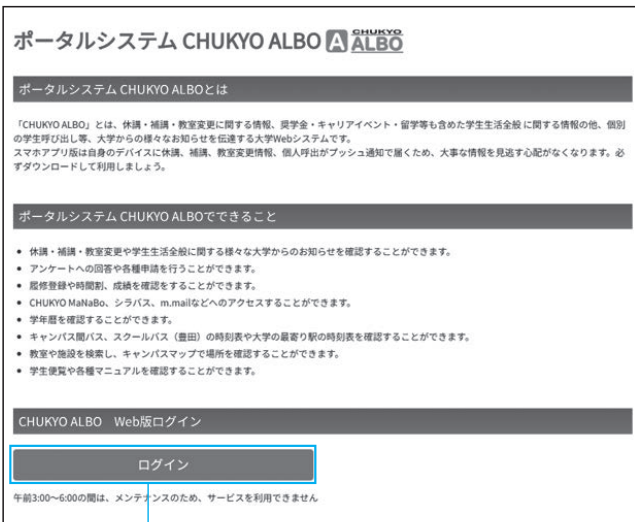 ポータルシステム CHUKYO ALBO A CHUKYO ALBO
ポータルシステム CHUKYO ALBOとは
「CHUKYO ALBO」とは、休講・補講・教室変更に関する情報、奨学金・キャリアイベント・留学等も含めた学生生活全般 に関する情報の他、個別
の学生呼び出し等、大学からの様々なお知らせを伝達する大学Webシステムです。
スマホアプリ版は自身のデバイスに休講、補講、教室変更情報、個人呼出がプッシュ通知で届くため、大事な情報を見逃す心配がなくなります。必
ずダウンロードして利用しましょう。
ポータルシステム CHUKYO ALBOでできること
• 休講・補講・教室変更や学生生活全般に関する様々な大学からのお知らせを確認することができます。
• アンケートへの回答や各種申請を行うことができます。
• 履修登録や時間割、成績を確認をすることができます。
• CHUKYO MaNaBo、シラバス、m.mailなどへのアクセスすることができます。
• 学年暦を確認することができます。
• キャンパス間バス、スクールバス（豊田）の時刻表や大学の最寄り駅の時刻表を確認することができます。
• 教室や施設を検索し、キャンパスマップで場所を確認することができます。
• 学生便覧や各種マニュアルを確認することができます。
CHUKYO ALBO　Web版ログイン
ログイン
午前3:00～6:00の間は、メンテナンスのため、サービスを利用できません